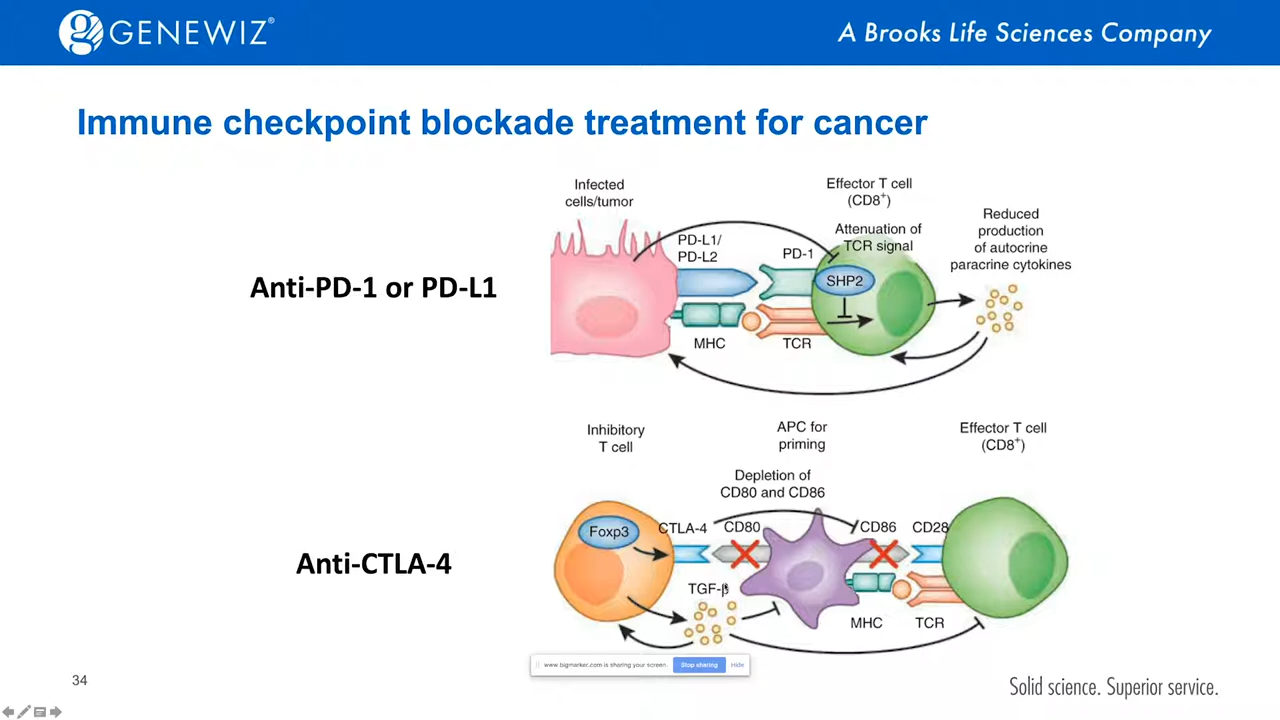 GENEWIZ®
A Brooks Life Sciences Company
Immune checkpoint blockade treatment for cancer
Anti-PD-1 or PD-L1
Infected
cells/tumor
Effector T cell
(CD8+)
Attenuation of
TCR signal
Reduced
production
of autocrine
paracrine cytokines
PD-L1/
PD-L2
PD-1
SHP2
MHC
TCR
Anti-CTLA-4
Inhibitory
T cell
APC for
priming
Effector T cell
(CD8+)
Depletion of
CD80 and CD86
Foxp3
CTLA-4
CD80
CD86
CD28
TGF-β
MHC
TCR
www.bigmarker.com is sharing your screen.
Stop sharing
Hide
34
Solid science. Superior service.